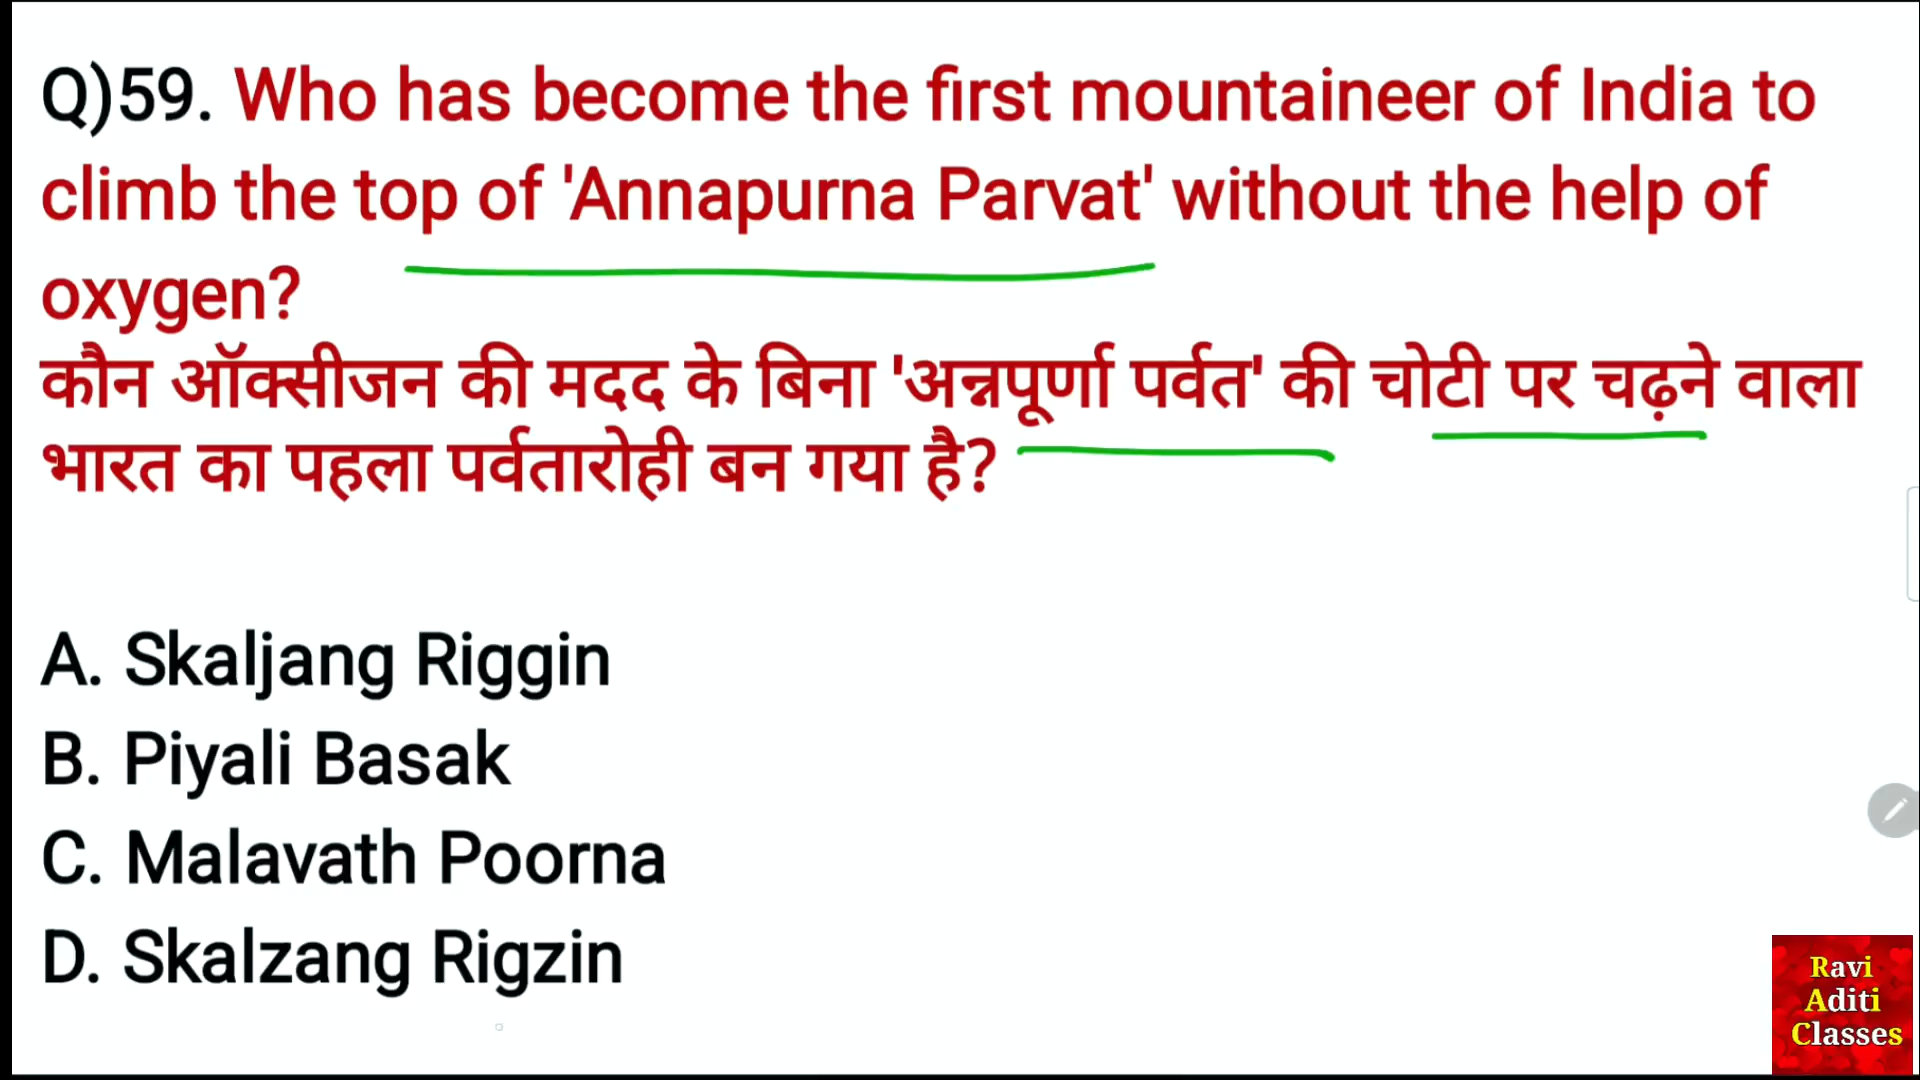 Q)59. Who has become the first mountaineer of India to
climb the top of 'Annapurna Parvat' without the help of
oxygen?
कौन ऑक्सीजन की मदद के बिना 'अन्नपूर्णा पर्वत' की चोटी पर चढ़ने वाला
भारत का पहला पर्वतारोही बन गया है?
A. Skaljang Riggin
B. Piyali Basak
C. Malavath Poorna
D. Skalzang Rigzin
Ravi
Aditi
Classes